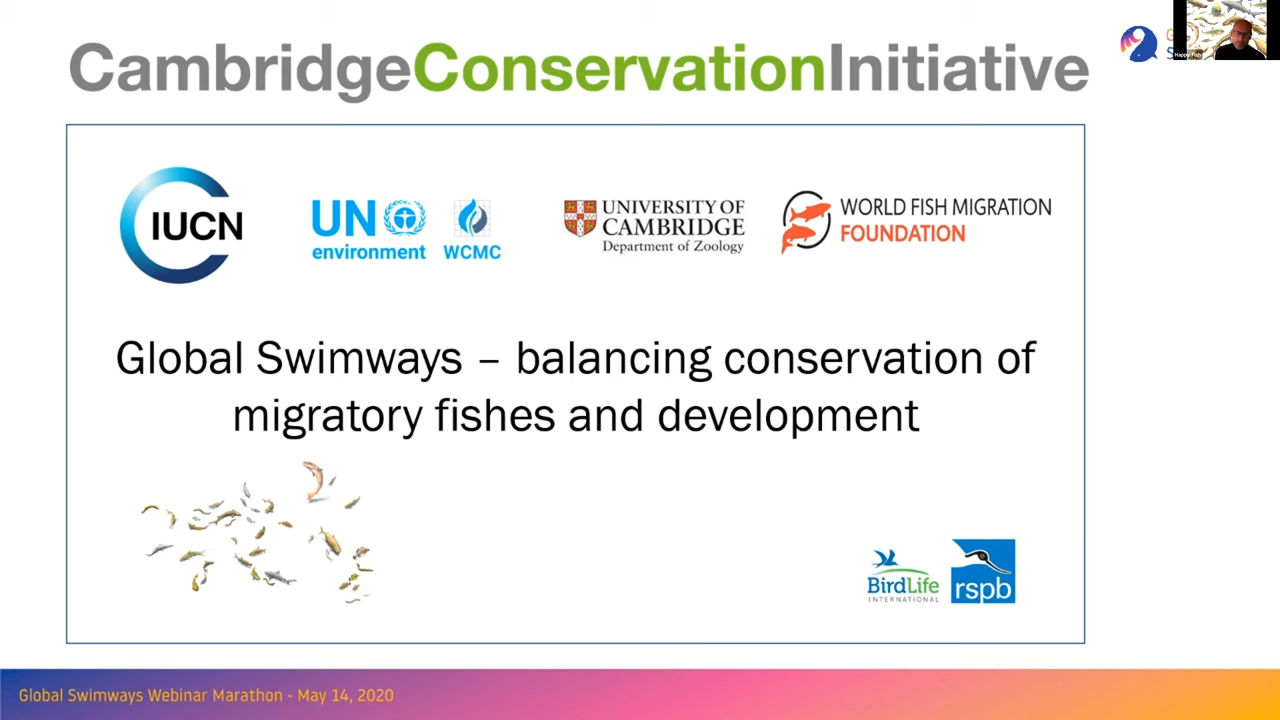 CambridgeConservationInitiative
IUCN
UN
environment
WCMC
UNIVERSITY OF
CAMBRIDGE
Department of Zoology
WORLD FISH MIGRATION
FOUNDATION
Global Swimways – balancing conservation of
migratory fishes and development
BirdLife
INTERNATIONAL
rspb
Global Swimways Webinar Marathon - May 14, 2020